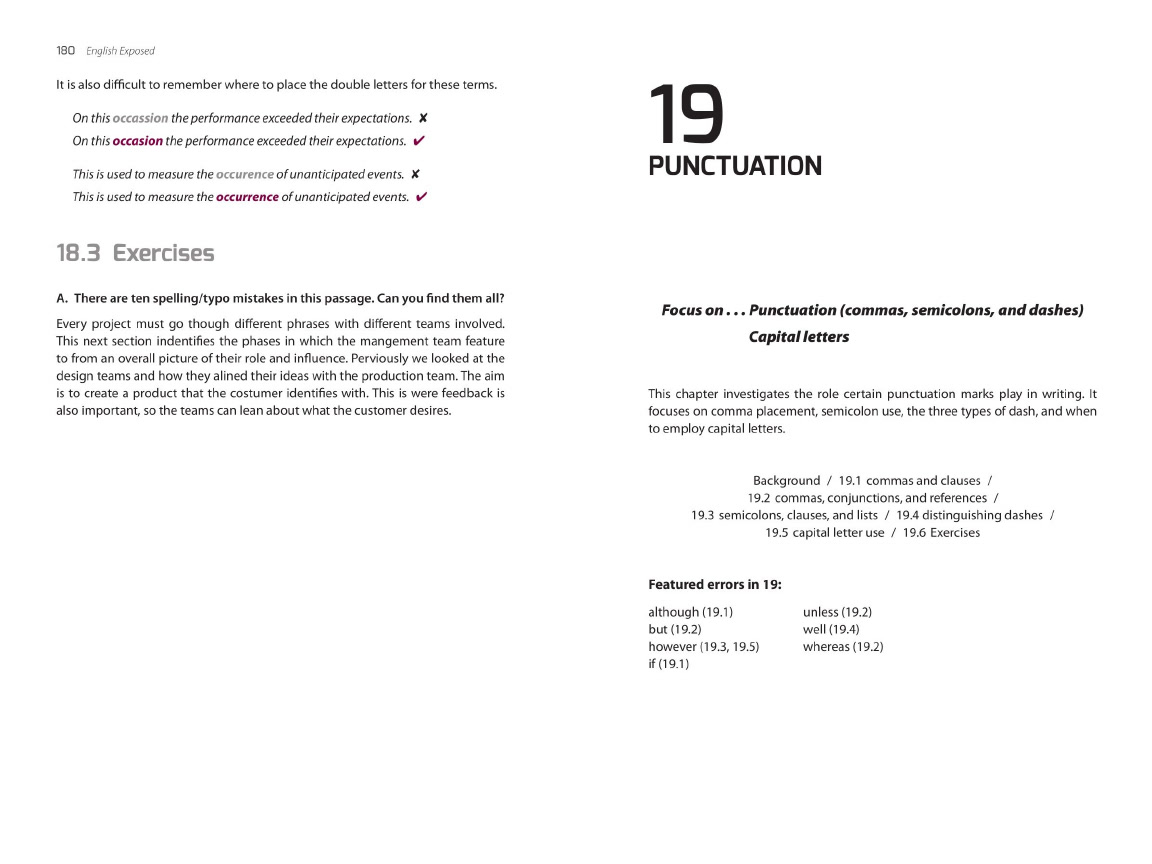 180 English Exposed
It is also difficult to remember where to place the double letters for these terms.
On this occassion the performance exceeded their expectations. ✘
On this occasion the performance exceeded their expectations. ✔
This is used to measure the occurence of unanticipated events. ✘
This is used to measure the occurrence of unanticipated events. ✔
18.3 Exercises
A. There are ten spelling/typo mistakes in this passage. Can you find them all?
Every project must go though different phrases with different teams involved.
This next section indentifies the phases in which the mangement team feature
to from an overall picture of their role and influence. Perviously we looked at the
design teams and how they alined their ideas with the production team. The aim
is to create a product that the costumer identifies with. This is were feedback is
also important, so the teams can lean about what the customer desires.
19
PUNCTUATION
Focus on . . . Punctuation (commas, semicolons, and dashes)
Capital letters
This chapter investigates the role certain punctuation marks play in writing. It
focuses on comma placement, semicolon use, the three types of dash, and when
to employ capital letters.
Background / 19.1 commas and clauses /
19.2 commas, conjunctions, and references /
19.3 semicolons, clauses, and lists / 19.4 distinguishing dashes /
19.5 capital letter use / 19.6 Exercises
Featured errors in 19:
although (19.1)
but (19.2)
however (19.3, 19.5)
if (19.1)
unless (19.2)
well (19.4)
whereas (19.2)